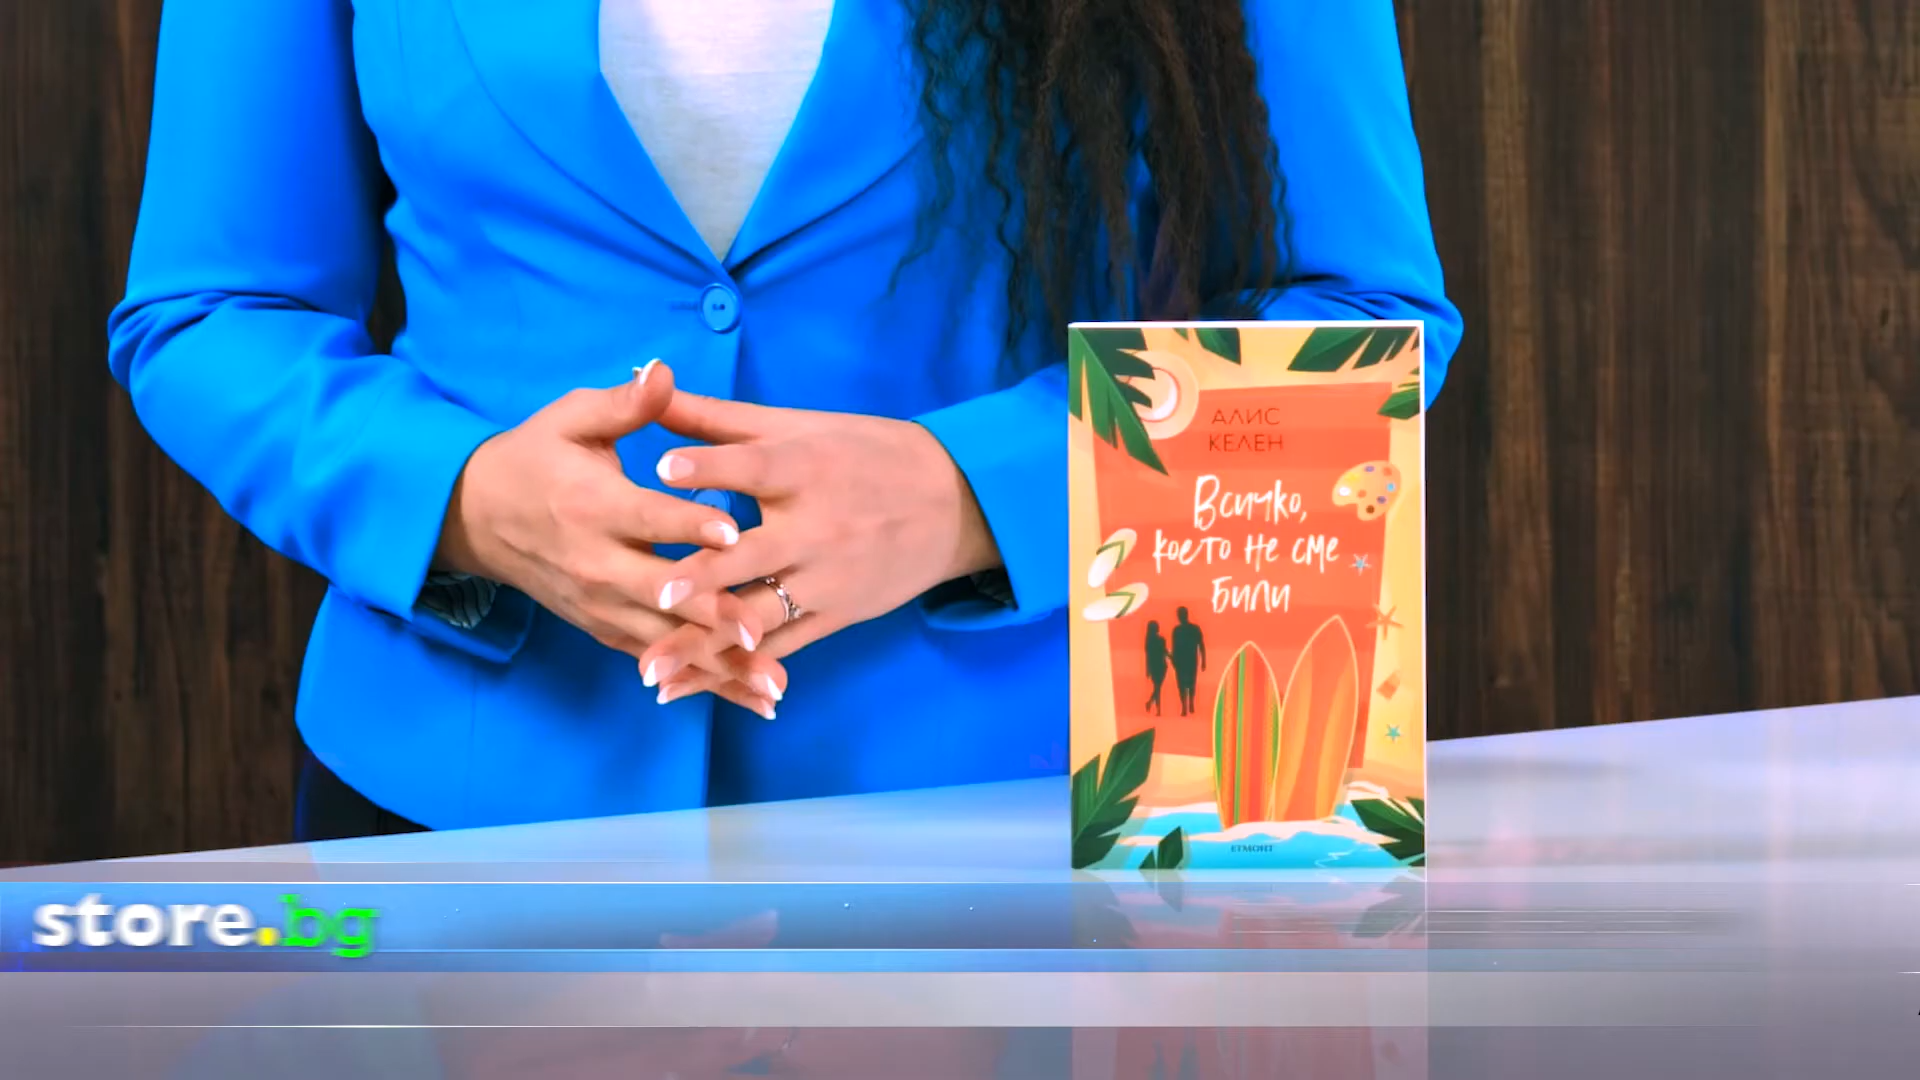 АЛИС
КЕЛЕН
Всичко,
което не сме
били
ЕГМОНТ
store.bg